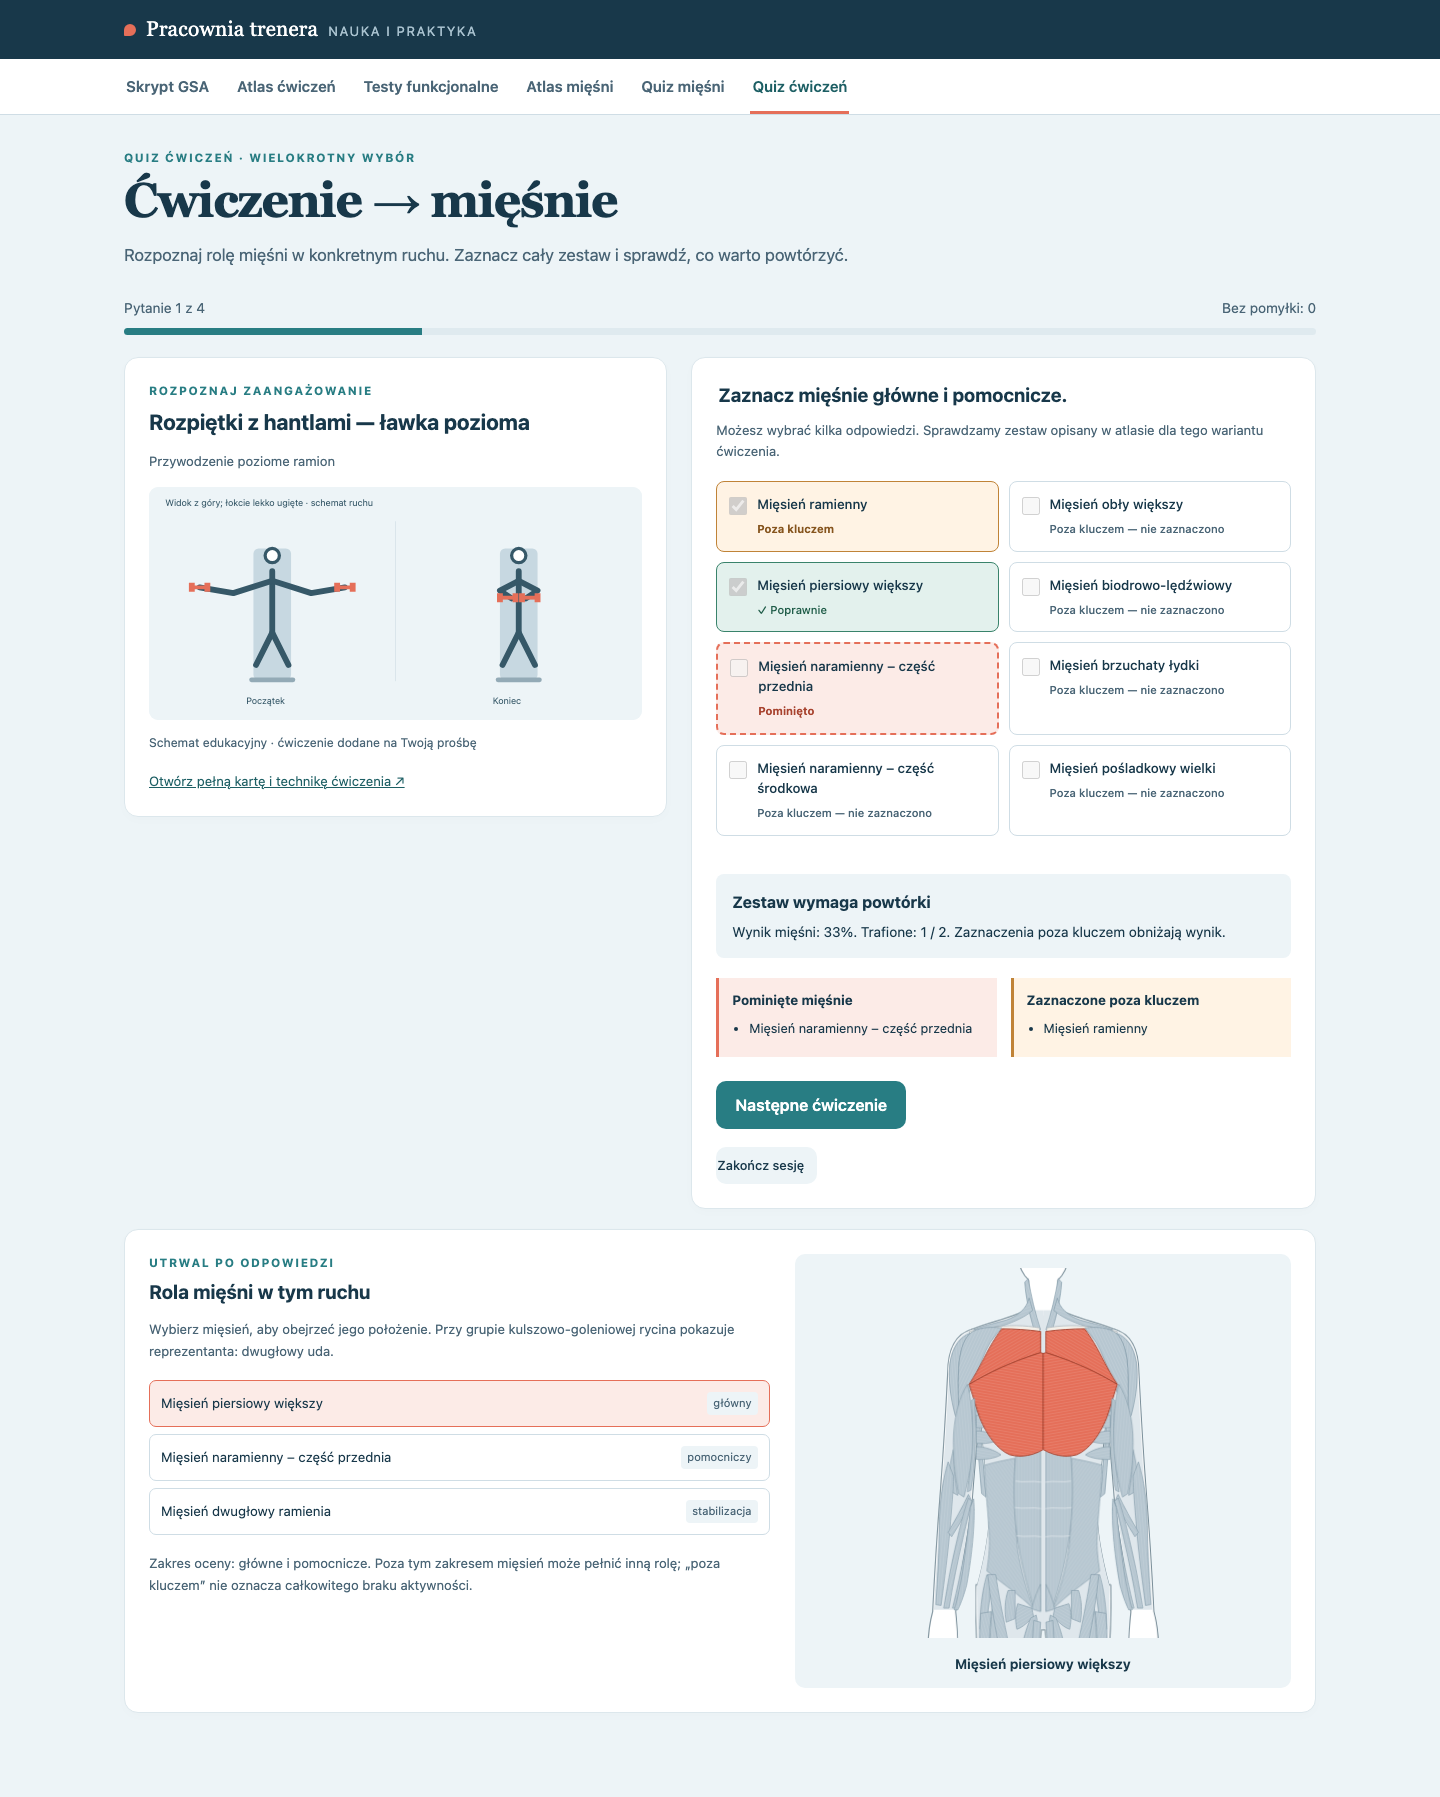 Pracownia trenera NAUKA I PRAKTYKA
Skrypt GSA Atlas ćwiczeń Testy funkcjonalne Atlas mięśni Quiz mięśni Quiz ćwiczeń
QUIZ ĆWICZEŃ · WIELOKROTNY WYBÓR
Ćwiczenie → mięśnie
Rozpoznaj rolę mięśni w konkretnym ruchu. Zaznacz cały zestaw i sprawdź, co warto powtórzyć.
Pytanie 1 z 4
Bez pomyłki: 0
ROZPOZNAJ ZAANGAŻOWANIE
Rozpiętki z hantlami — ławka pozioma
Przywodzenie poziome ramion
Widok z góry; łokcie lekko ugięte · schemat ruchu
Początek
Koniec
Schemat edukacyjny · ćwiczenie dodane na Twoją prośbę
Otwórz pełną kartę i technikę ćwiczenia ↗
Zaznacz mięśnie główne i pomocnicze.
Możesz wybrać kilka odpowiedzi. Sprawdzamy zestaw opisany w atlasie dla tego wariantu
ćwiczenia.
Mięsień ramienny
Poza kluczem
Mięsień obły większy
Poza kluczem — nie zaznaczono
Mięsień piersiowy większy
✓ Poprawnie
Mięsień biodrowo-lędźwiowy
Poza kluczem — nie zaznaczono
Mięsień naramienny – część
przednia
Pominięto
Mięsień brzuchaty łydki
Poza kluczem — nie zaznaczono
Mięsień naramienny – część
środkowa
Poza kluczem — nie zaznaczono
Mięsień pośladkowy wielki
Poza kluczem — nie zaznaczono
Zestaw wymaga powtórki
Wynik mięśni: 33%. Trafione: 1 / 2. Zaznaczenia poza kluczem obniżają wynik.
Pominięte mięśnie
• Mięsień naramienny – część przednia
Zaznaczone poza kluczem
• Mięsień ramienny
Następne ćwiczenie
Zakończ sesję
UTRWAL PO ODPOWIEDZI
Rola mięśni w tym ruchu
Wybierz mięsień, aby obejrzeć jego położenie. Przy grupie kulszowo-goleniowej rycina pokazuje
reprezentanta: dwugłowy uda.
Mięsień piersiowy większy główny
Mięsień naramienny – część przednia pomocniczy
Mięsień dwugłowy ramienia stabilizacja
Zakres oceny: główne i pomocnicze. Poza tym zakresem mięsień może pełnić inną rolę; „poza
kluczem” nie oznacza całkowitego braku aktywności.
Mięsień piersiowy większy